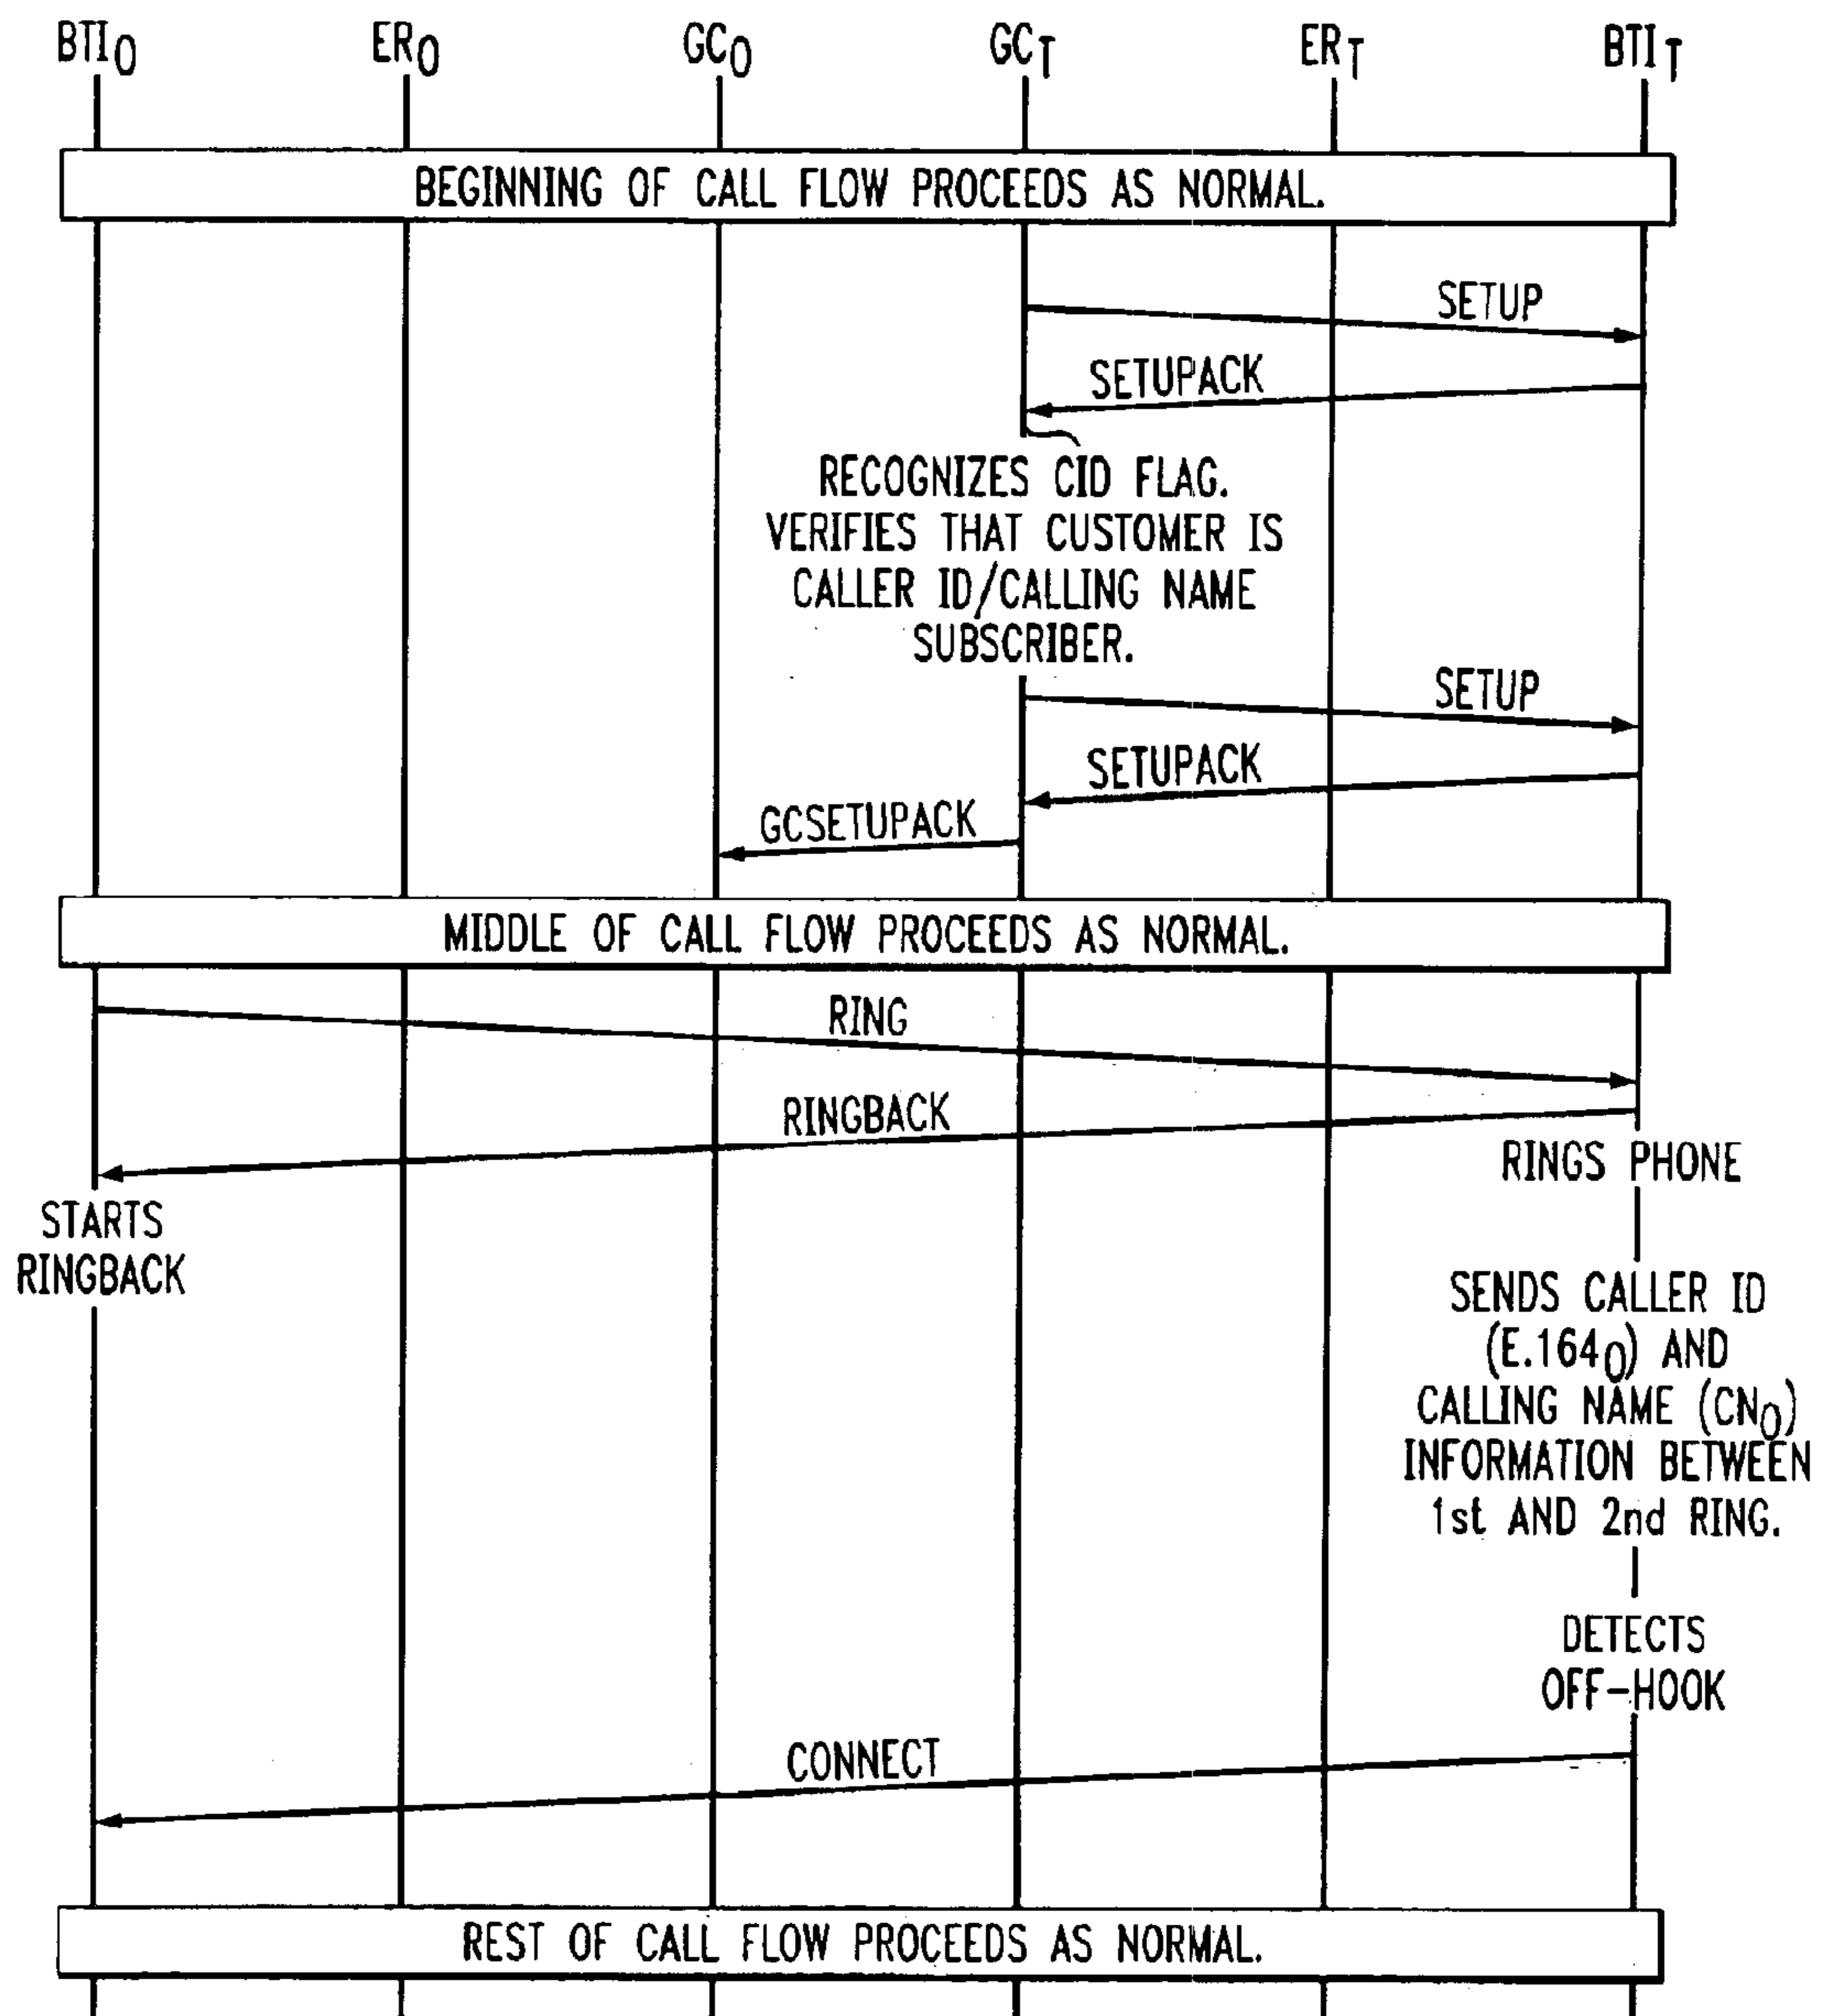 BTIO ERO GCO GCT ERT BTIT
BEGINNING OF CALL FLOW PROCEEDS AS NORMAL.
SETUP
SETUPACK
RECOGNIZES CID FLAG.
VERIFIES THAT CUSTOMER IS
CALLER ID/CALLING NAME
SUBSCRIBER.
SETUP
SETUPACK
GCSETUPACK
MIDDLE OF CALL FLOW PROCEEDS AS NORMAL.
RING
RINGBACK
RINGS PHONE
STARTS
RINGBACK
SENDS CALLER ID
(E.164O) AND
CALLING NAME (CNO)
INFORMATION BETWEEN
1st AND 2nd RING.
DETECTS
OFF-HOOK
CONNECT
REST OF CALL FLOW PROCEEDS AS NORMAL.